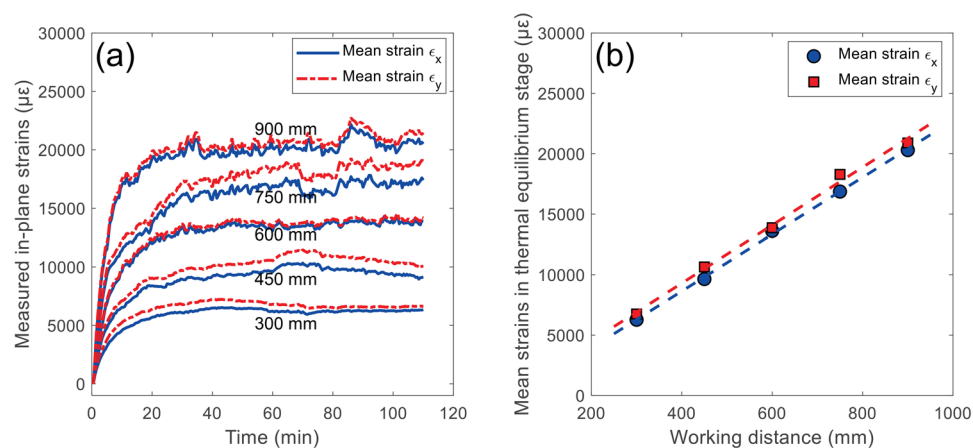 (a)
Measured in-plane strains (με)
30000
25000
20000
15000
10000
5000
0
Mean strain ϵx
Mean strain ϵy
900 mm
750 mm
600 mm
450 mm
300 mm
0 20 40 60 80 100 120
Time (min)
(b)
Mean strains in thermal equilibrium stage (με)
30000
25000
20000
15000
10000
5000
0
Mean strain ϵx
Mean strain ϵy
200 400 600 800 1000
Working distance (mm)